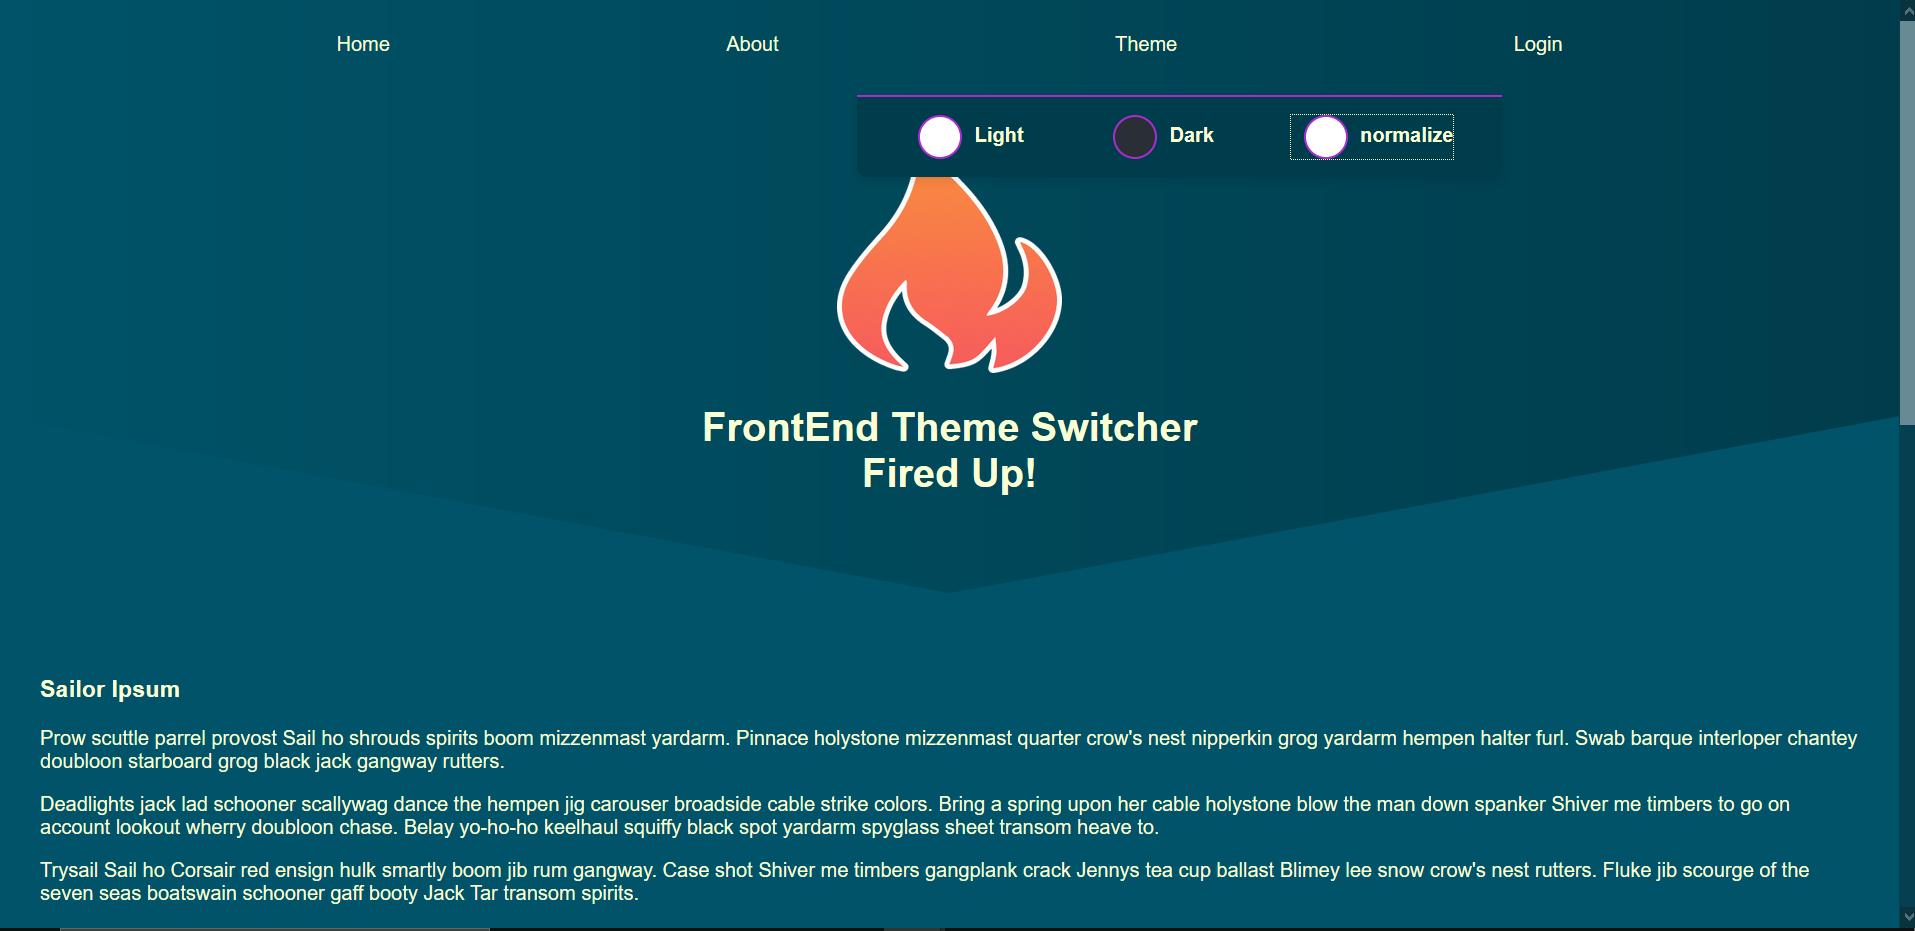 Home
About
Theme
Login
Light
Dark
normalize
FrontEnd Theme Switcher
Fired Up!
Sailor Ipsum
Prow scuttle parrel provost Sail ho shrouds spirits boom mizzenmast yardarm. Pinnace holystone mizzenmast quarter crow's nest nipperkin grog yardarm hempen halter furl. Swab barque interloper chantey
doubloon starboard grog black jack gangway rutters.
Deadlights jack lad schooner scallywag dance the hempen jig carouser broadside cable strike colors. Bring a spring upon her cable holystone blow the man down spanker Shiver me timbers to go on
account lookout wherry doubloon chase. Belay yo-ho-ho keelhaul squiffy black spot yardarm spyglass sheet transom heave to.
Trysail Sail ho Corsair red ensign hulk smartly boom jib rum gangway. Case shot Shiver me timbers gangplank crack Jennys tea cup ballast Blimey lee snow crow's nest rutters. Fluke jib scourge of the
seven seas boatswain schooner gaff booty Jack Tar transom spirits.